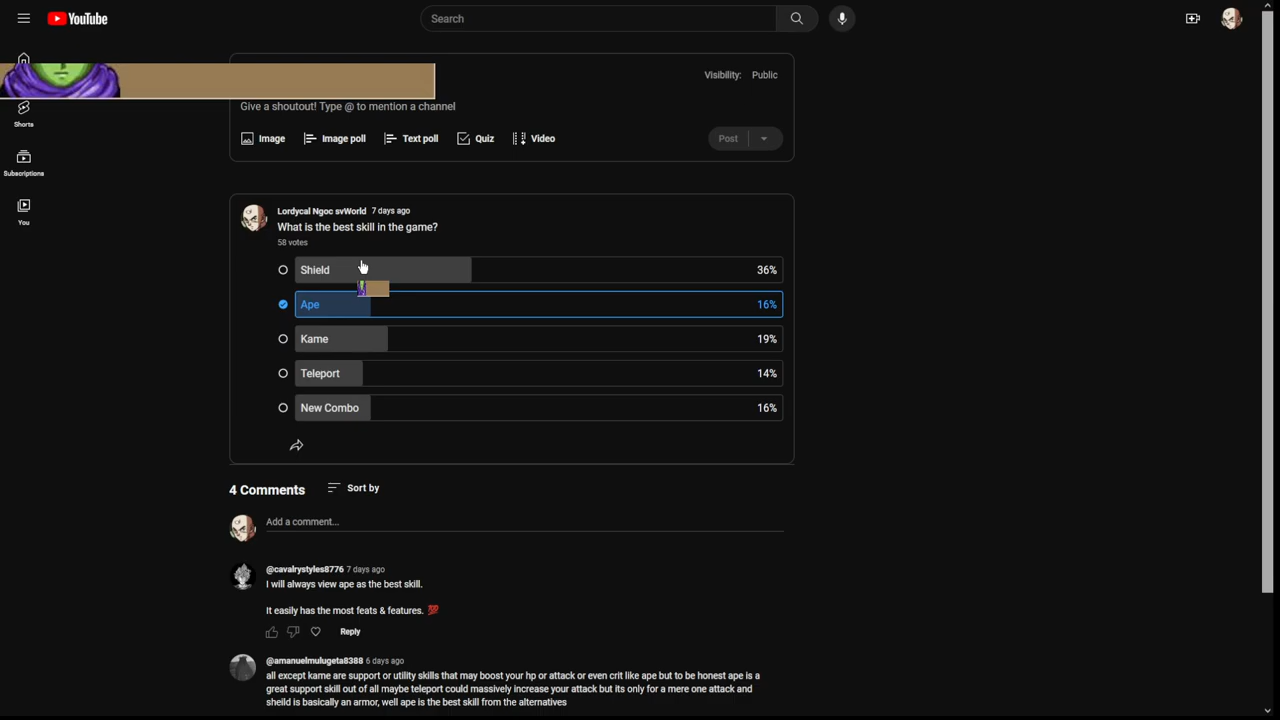 YouTube
Search
Visibility: Public
Give a shoutout! Type @ to mention a channel
Shorts
Image
Image poll
Text poll
Quiz
Video
Post
Subscriptions
You
Lordycal Ngoc svWorld 7 days ago
What is the best skill in the game?
58 votes
Shield 36%
Ape 16%
Kame 19%
Teleport 14%
New Combo 16%
4 Comments Sort by
Add a comment...
@cavalrystyles8776 7 days ago
I will always view ape as the best skill.
It easily has the most feats & features. 💯
Reply
@amanuelmulugeta8388 6 days ago
all except kame are support or utility skills that may boost your hp or attack or even crit like ape but to be honest ape is a
great support skill out of all maybe teleport could massively increase your attack but its only for a mere one attack and
sheild is basically an armor, well ape is the best skill from the alternatives